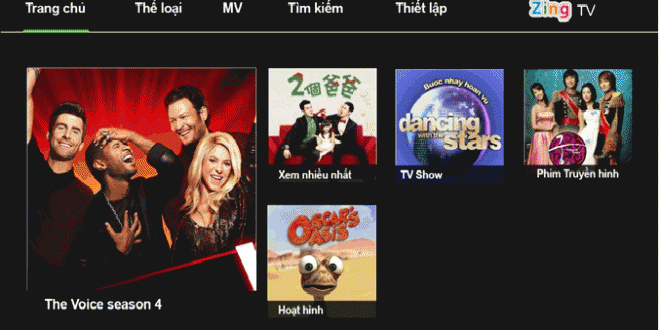 Trang chủ
Thể loại
MV
Tìm kiếm
Thiết lập
Zing TV
2個爸爸
Bước nhảy hoàn vũ
dancing
with the
stars
Xem nhiều nhất
TV Show
Phim Truyền hình
OSCAR'S
OASIS
The Voice season 4
Hoạt hình